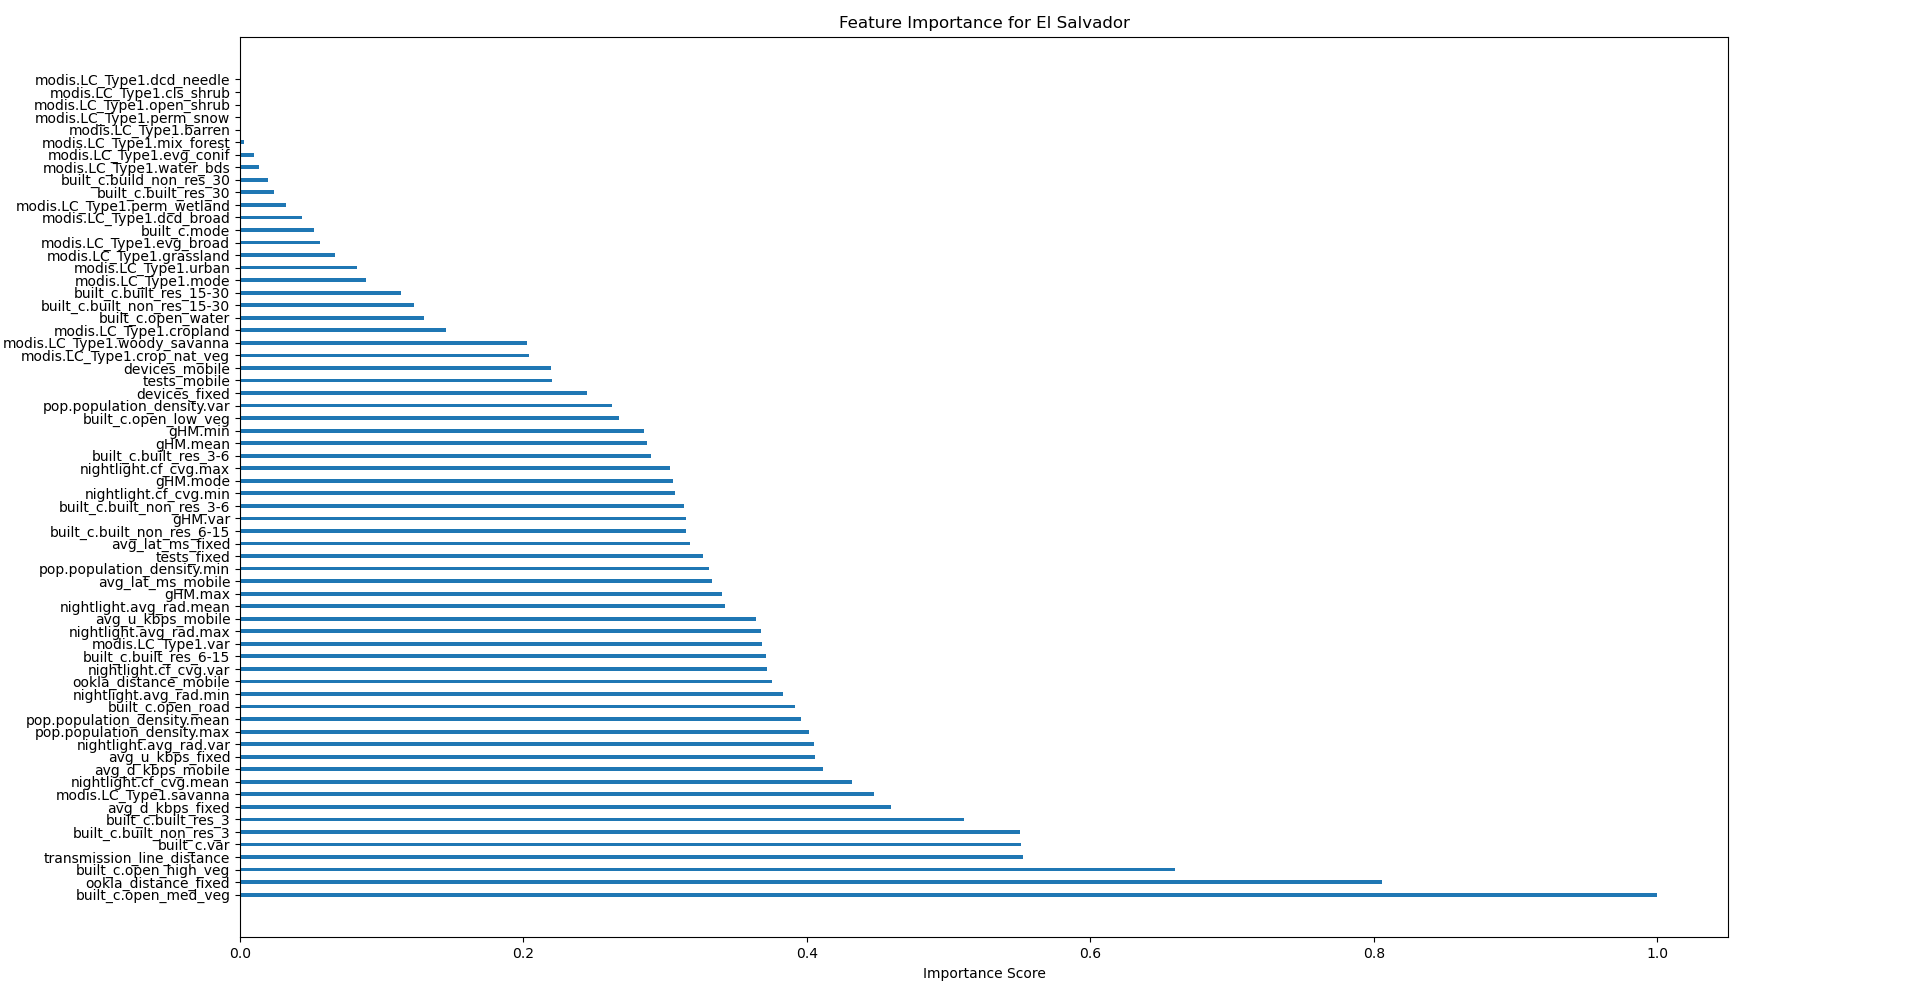 Feature Importance for El Salvador
modis.LC_Type1.dcd_needle
modis.LC_Type1.cls_shrub
modis.LC_Type1.open_shrub
modis.LC_Type1.perm_snow
modis.LC_Type1.barren
modis.LC_Type1.mix_forest
modis.LC_Type1.evg_conif
modis.LC_Type1.water_bds
built_c.build_non_res_30
built_c.built_res_30
modis.LC_Type1.perm_wetland
modis.LC_Type1.dcd_broad
built_c.mode
modis.LC_Type1.evg_broad
modis.LC_Type1.grassland
modis.LC_Type1.urban
modis.LC_Type1.mode
built_c.built_res_15-30
built_c.built_non_res_15-30
built_c.open_water
modis.LC_Type1.cropland
modis.LC_Type1.woody_savanna
modis.LC_Type1.crop_nat_veg
devices_mobile
tests_mobile
devices_fixed
pop.population_density.var
built_c.open_low_veg
gHM.min
gHM.mean
built_c.built_res_3-6
nightlight.cf_cvg.max
gHM.mode
nightlight.cf_cvg.min
built_c.built_non_res_3-6
gHM.var
built_c.built_non_res_6-15
avg_lat_ms_fixed
tests_fixed
pop.population_density.min
avg_lat_ms_mobile
gHM.max
nightlight.avg_rad.mean
avg_u_kbps_mobile
nightlight.avg_rad.max
modis.LC_Type1.var
built_c.built_res_6-15
nightlight.cf_cvg.var
ookla_distance_mobile
nightlight.avg_rad.min
built_c.open_road
pop.population_density.mean
pop.population_density.max
nightlight.avg_rad.var
avg_u_kbps_fixed
avg_d_kbps_mobile
nightlight.cf_cvg.mean
modis.LC_Type1.savanna
avg_d_kbps_fixed
built_c.built_res_3
built_c.built_non_res_3
built_c.var
transmission_line_distance
built_c.open_high_veg
ookla_distance_fixed
built_c.open_med_veg
0.0 0.2 0.4 0.6 0.8 1.0
Importance Score